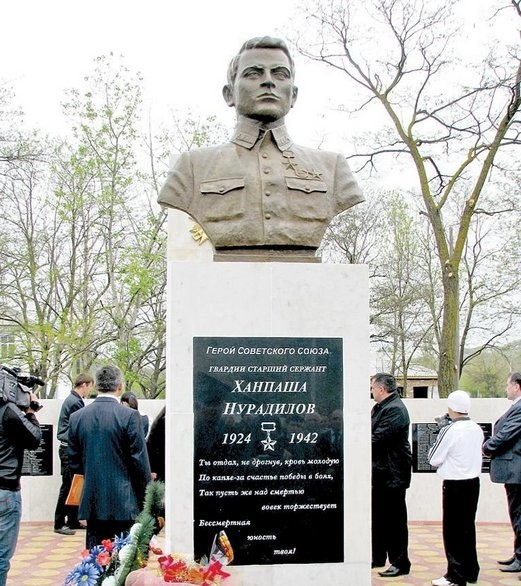 Герой Советского Союза
гвардии старший сержант
Ханпаша
Нурадилов
1924 1942
Ты отдал, не дрогнув, кровь молодую
По капле-за счастье победы в боях,
Так пусть же над смертью
вовек торжествует
Бессмертная
юность
твоя!